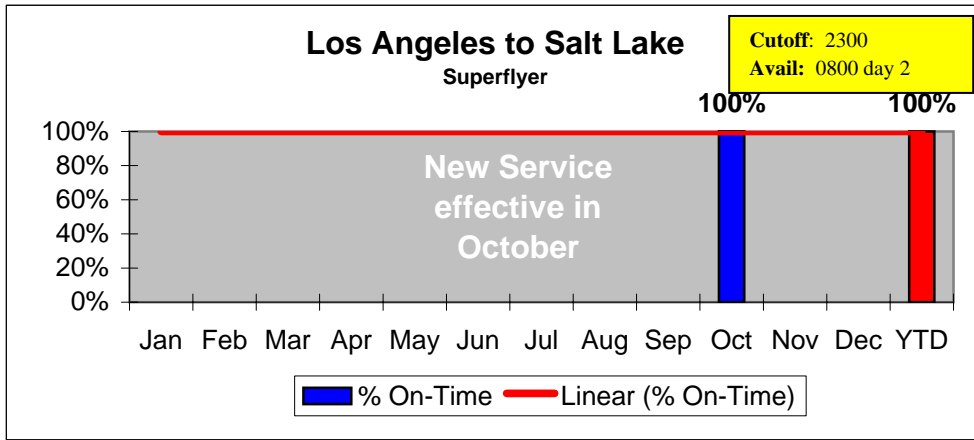 Los Angeles to Salt Lake
Superflyer
Cutoff: 2300
Avail: 0800 day 2
100% 100%
100%
80%
60%
40%
20%
0%
New Service
effective in
October
Jan Feb Mar Apr May Jun Jul Aug Sep Oct Nov Dec YTD
% On-Time Linear (% On-Time)